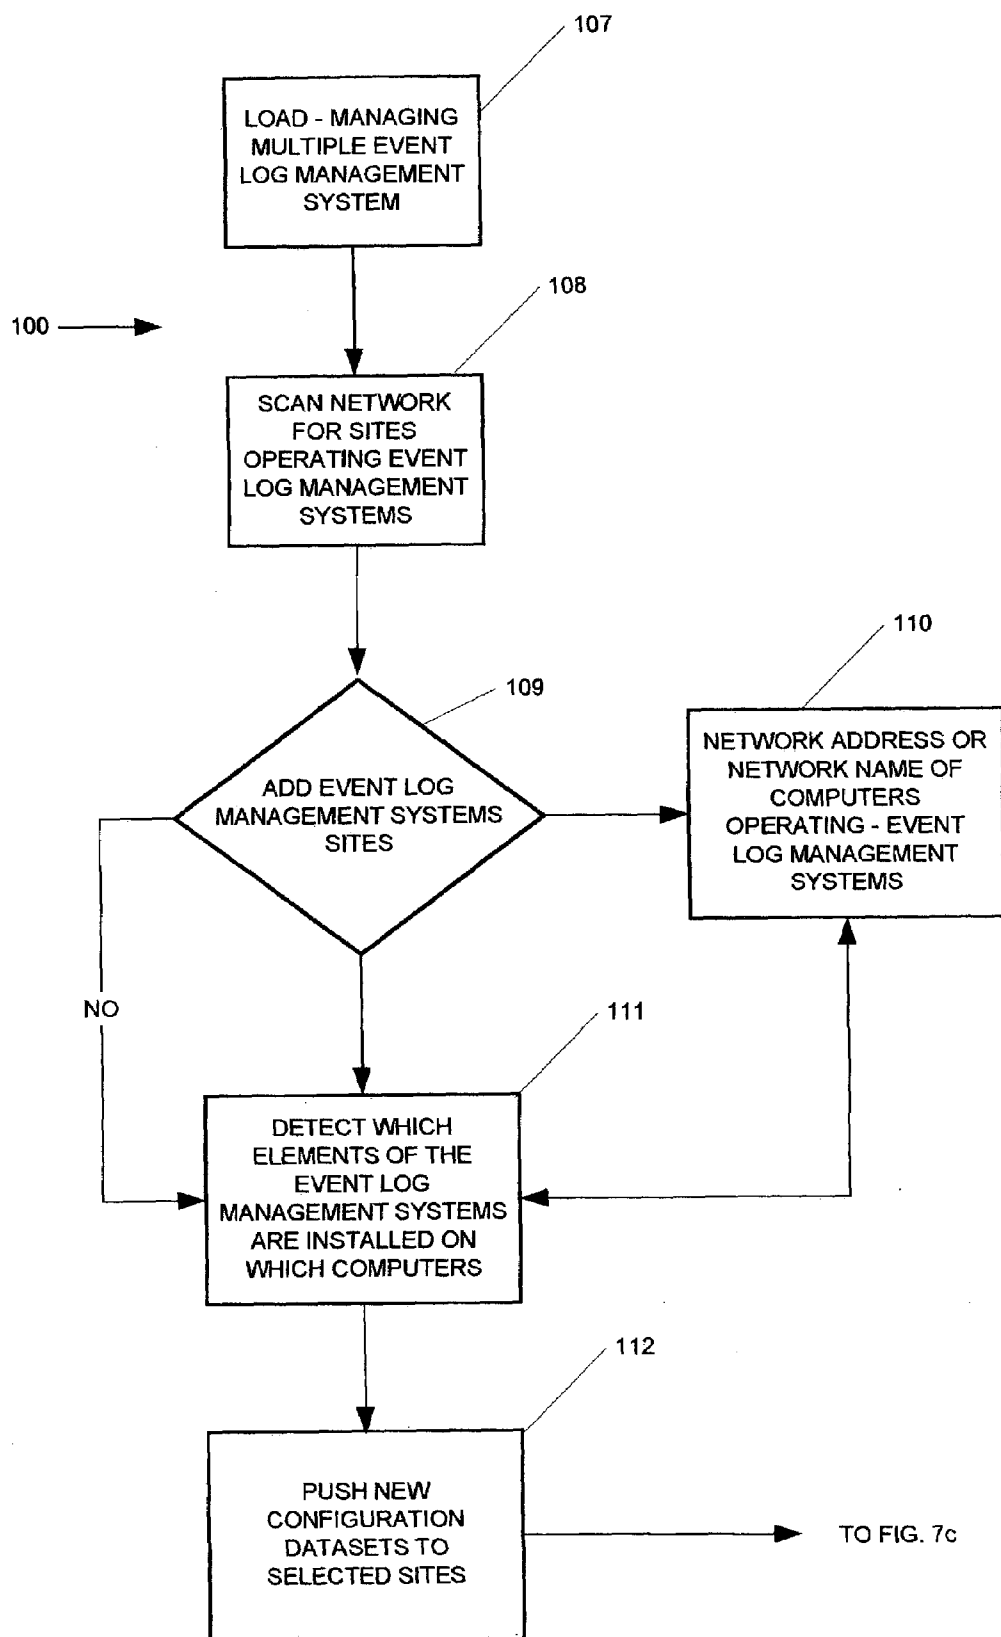 107
LOAD - MANAGING
MULTIPLE EVENT
LOG MANAGEMENT
SYSTEM
108
100
SCAN NETWORK
FOR SITES
OPERATING EVENT
LOG MANAGEMENT
SYSTEMS
110
109
NETWORK ADDRESS OR
NETWORK NAME OF
COMPUTERS
OPERATING - EVENT
LOG MANAGEMENT
SYSTEMS
ADD EVENT LOG
MANAGEMENT SYSTEMS
SITES
NO
111
DETECT WHICH
ELEMENTS OF THE
EVENT LOG
MANAGEMENT SYSTEMS
ARE INSTALLED ON
WHICH COMPUTERS
112
PUSH NEW
CONFIGURATION
DATASETS TO
SELECTED SITES
TO FIG. 7c